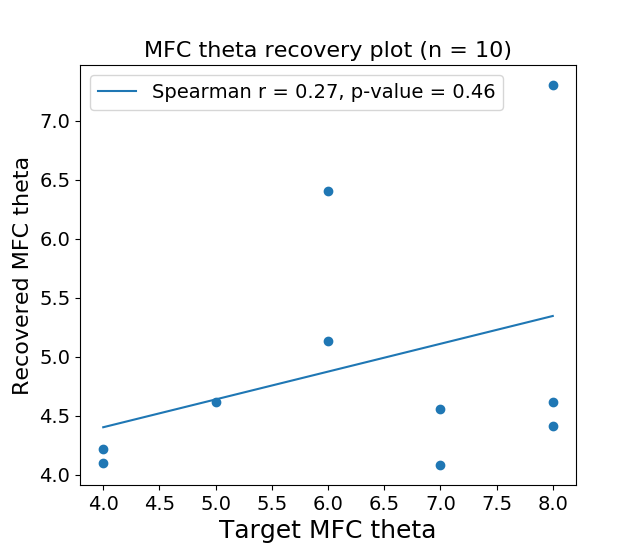 MFC theta recovery plot (n = 10)
Spearman r = 0.27, p-value = 0.46
Recovered MFC theta
7.0
6.5
6.0
5.5
5.0
4.5
4.0
4.0 4.5 5.0 5.5 6.0 6.5 7.0 7.5 8.0
Target MFC theta